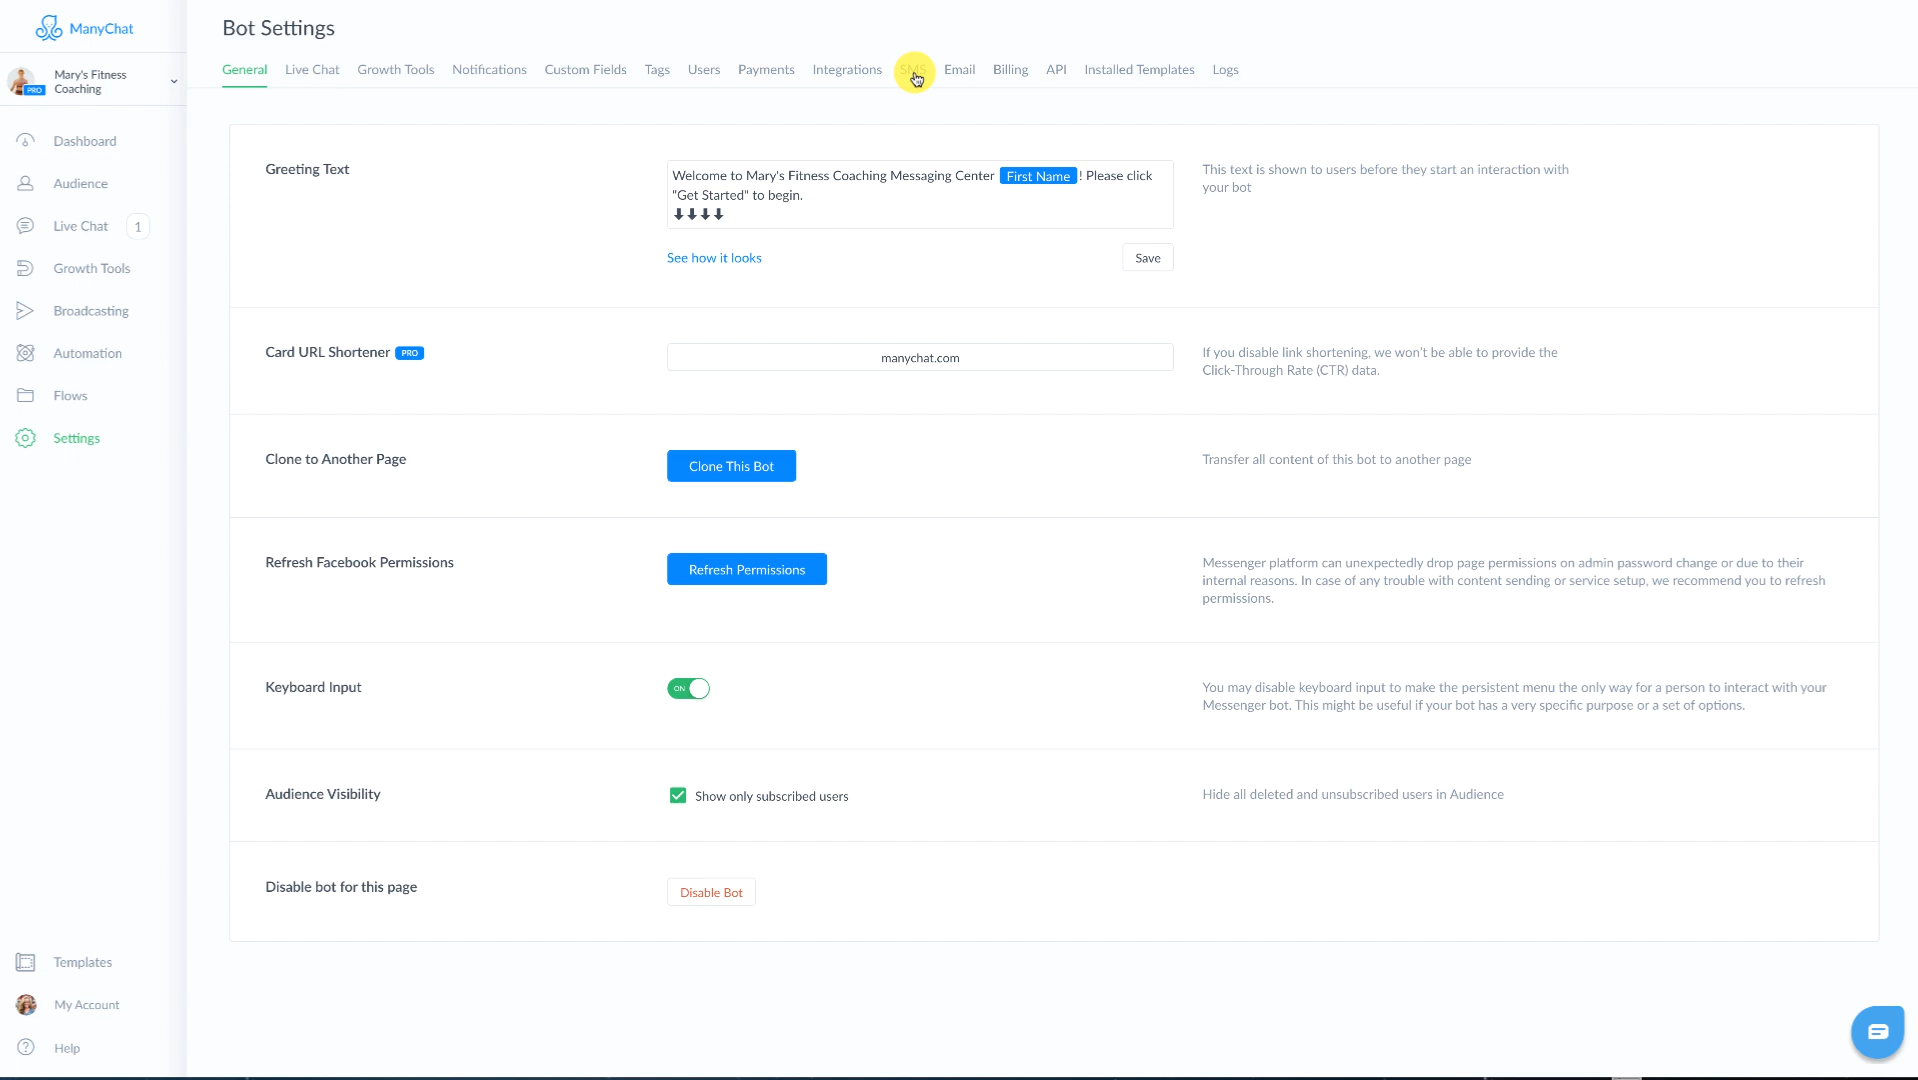 ManyChat
Mary's Fitness
Coaching
PRO
Dashboard
Audience
Live Chat 1
Growth Tools
Broadcasting
Automation
Flows
Settings
Templates
My Account
Help
Bot Settings
General Live Chat Growth Tools Notifications Custom Fields Tags Users Payments Integrations SMS Email Billing API Installed Templates Logs
Greeting Text
Welcome to Mary's Fitness Coaching Messaging Center First Name ! Please click
"Get Started" to begin.
⬇⬇⬇⬇
See how it looks
Save
This text is shown to users before they start an interaction with
your bot
Card URL Shortener PRO
manychat.com
If you disable link shortening, we won't be able to provide the
Click-Through Rate (CTR) data.
Clone to Another Page
Clone This Bot
Transfer all content of this bot to another page
Refresh Facebook Permissions
Refresh Permissions
Messenger platform can unexpectedly drop page permissions on admin password change or due to their
internal reasons. In case of any trouble with content sending or service setup, we recommend you to refresh
permissions.
Keyboard Input
ON
You may disable keyboard input to make the persistent menu the only way for a person to interact with your
Messenger bot. This might be useful if your bot has a very specific purpose or a set of options.
Audience Visibility
Show only subscribed users
Hide all deleted and unsubscribed users in Audience
Disable bot for this page
Disable Bot